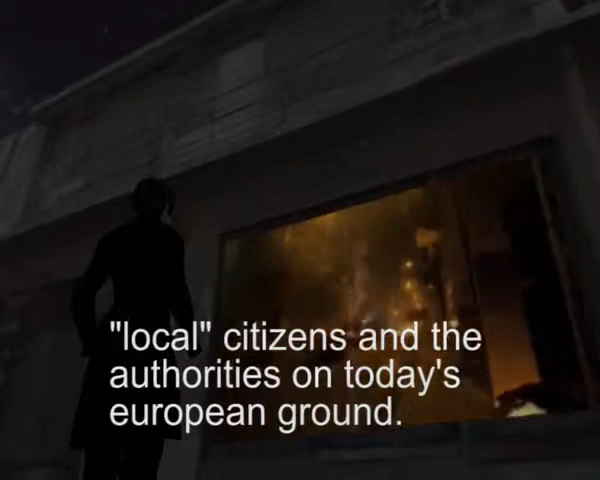 "local" citizens and the
authorities on today's
european ground.